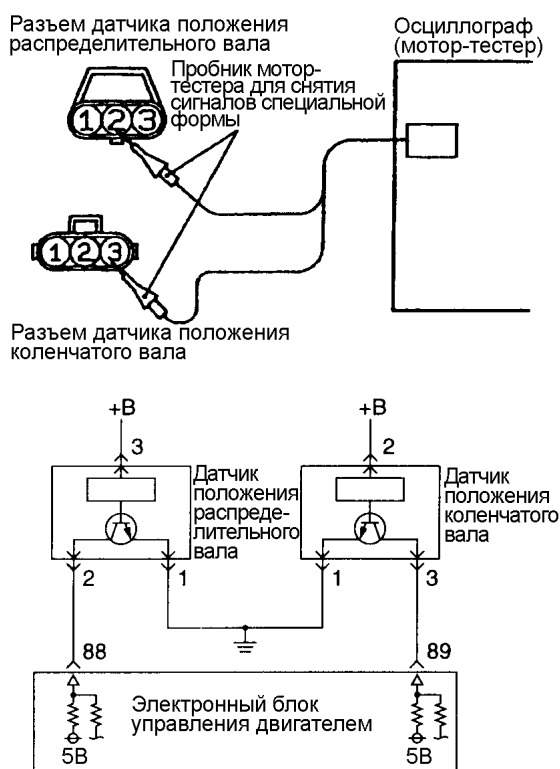 Разъем датчика положения
распределительного вала
Осциллограф
(мотор-тестер)
Пробник мотор-
тестера для снятия
сигналов специальной
формы
1 2 3
1 2 3
Разъем датчика положения
коленчатого вала
+В
+В
3
2
Датчик
положения
распреде-
лительного
вала
Датчик
положения
коленчатого
вала
2
1
1
3
88
89
Электронный блок
управления двигателем
5В
5В